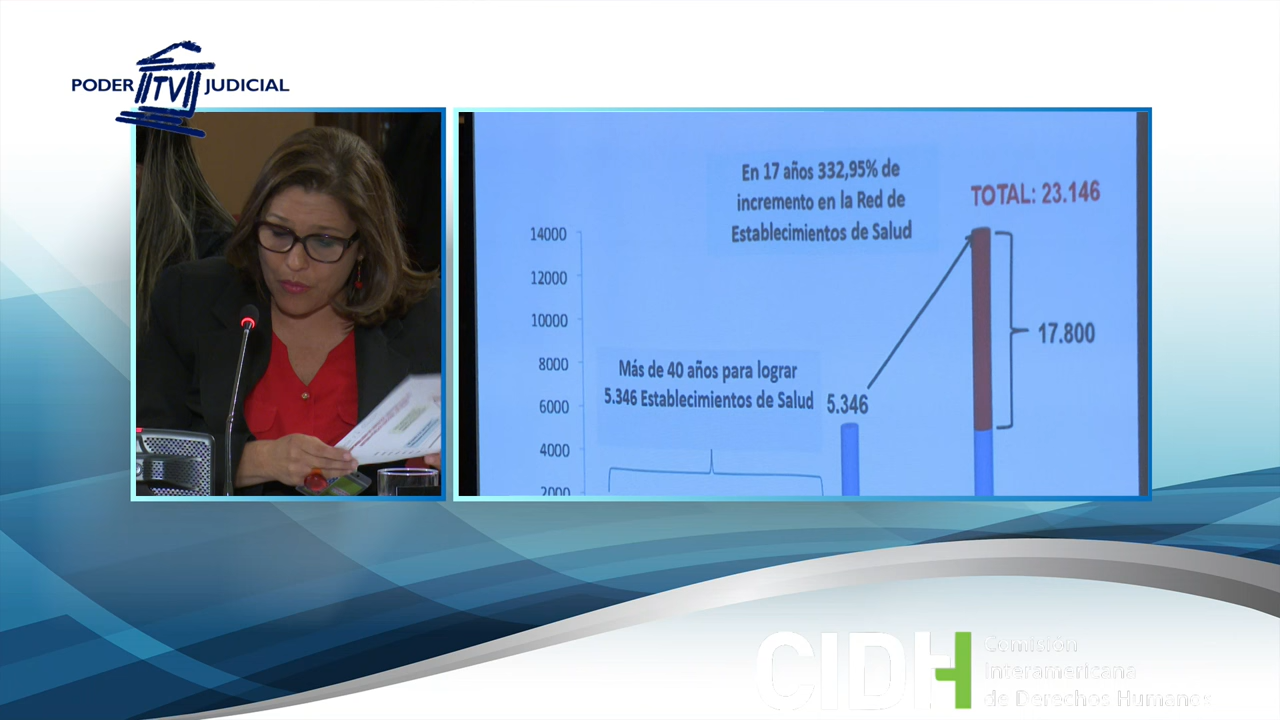 PODER TV JUDICIAL
En 17 años 332,95% de
incremento en la Red de
Establecimientos de Salud
TOTAL: 23.146
14000
12000
10000
8000
6000
4000
2000
Más de 40 años para lograr
5.346 Establecimientos de Salud
5.346
17.800
CIDH
Comisión
Interamericana
de Derechos Humanos